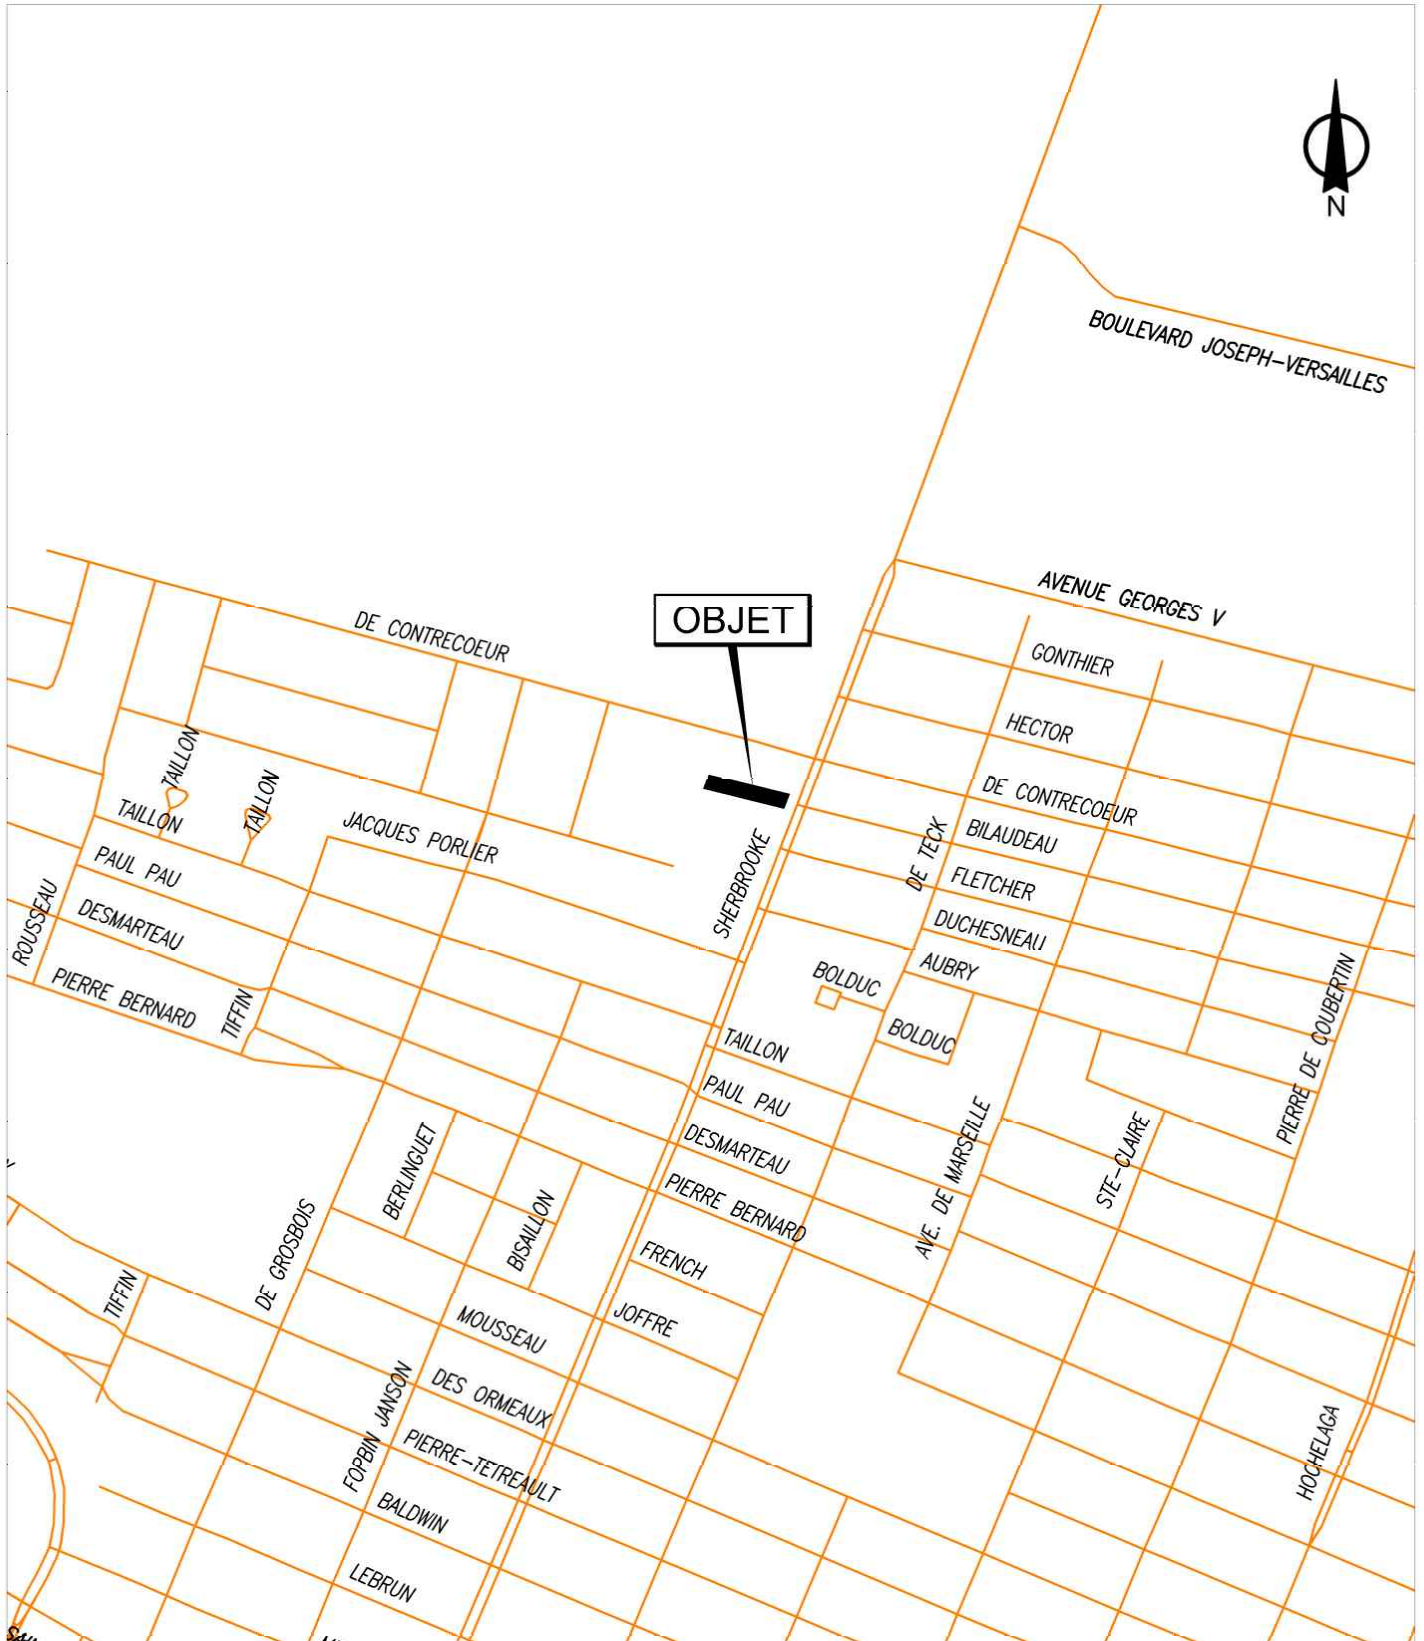 N
BOULEVARD JOSEPH-VERSAILLES
AVENUE GEORGES V
OBJET
DE CONTRECOEUR
GONTHIER
HECTOR
TAILLON
TAILLON
DE CONTRECOEUR
TAILLON
JACQUES PORLIER
BILAUDEAU
DE TECK
SHERBROOKE
PAUL PAU
FLETCHER
ROUSSEAU
DESMARTEAU
DUCHESNEAU
AUBRY
BOLDUC
PIERRE BERNARD
TIFFIN
BOLDUC
PIERRE DE COUBERTIN
TAILLON
PAUL PAU
DESMARTEAU
BERLINGUET
AVE. DE MARSEILLE
STE-CLAIRE
PIERRE BERNARD
BISAILLON
DE GROSBOIS
FRENCH
TIFFIN
JOFFRE
MOUSSEAU
DES ORMEAUX
FOPBIN JANSON
PIERRE-TETREAULT
HOCHELAGA
BALDWIN
LEBRUN